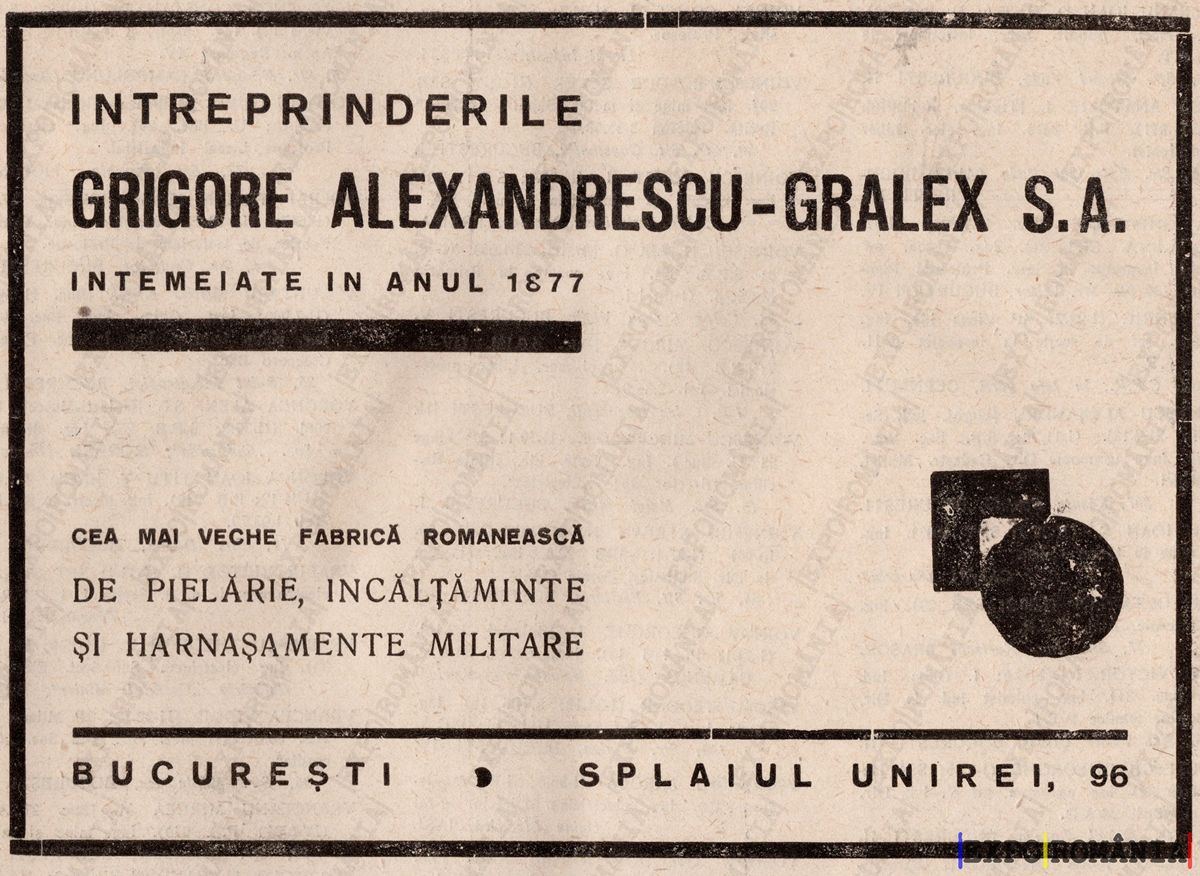 INTREPRINDERILE
GRIGORE ALEXANDRESCU-GRALEX S.A.
INTEMEIATE IN ANUL 1877
CEA MAI VECHE FABRICĂ ROMANEASCĂ
DE PIELĂRIE, INCĂLȚĂMINTE
ȘI HARNAȘAMENTE MILITARE
BUCUREȘTI SPLAIUL UNIREI, 96
|EXPO|ROMÂNIA|